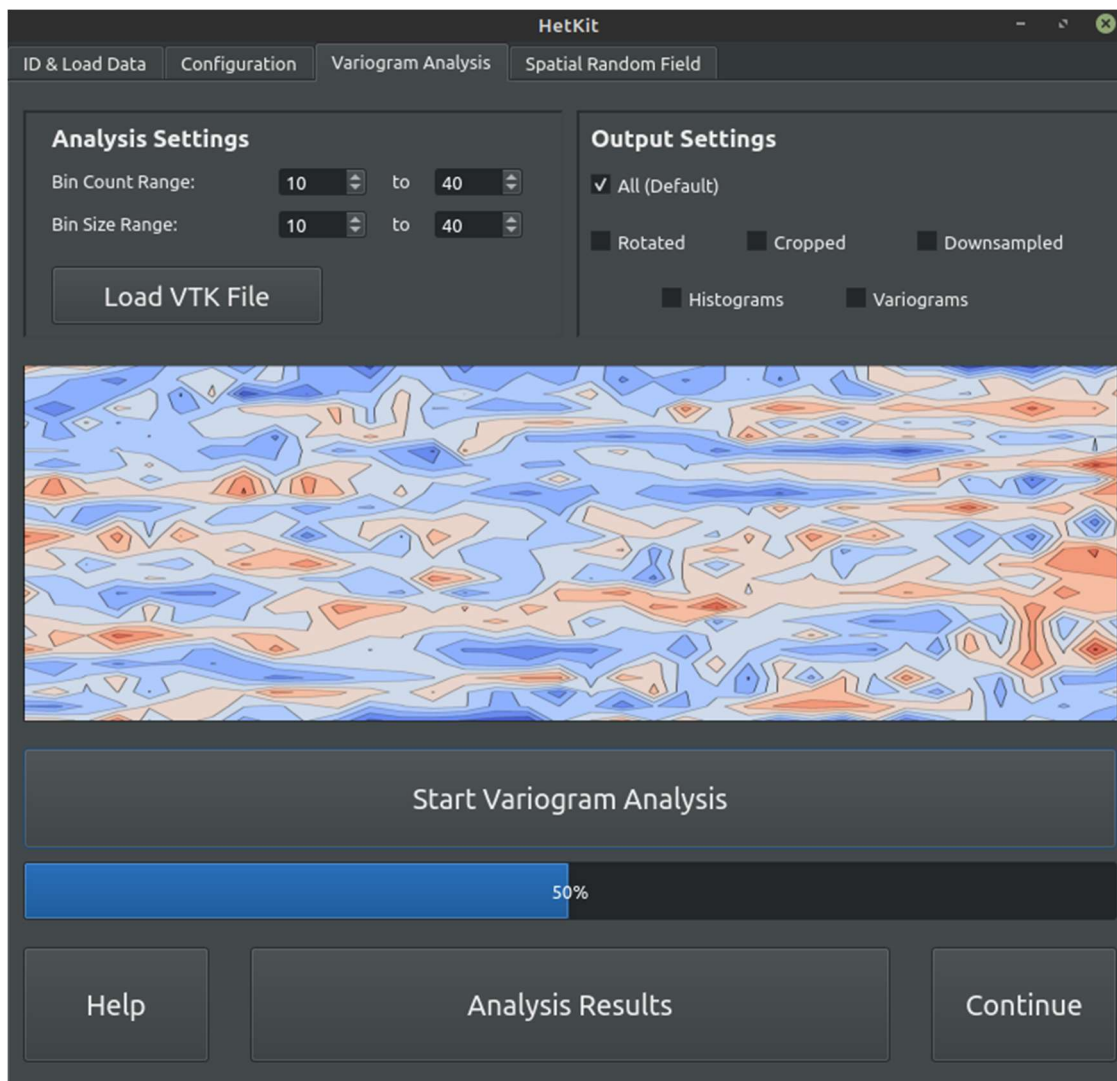 HetKit
ID & Load Data Configuration Variogram Analysis Spatial Random Field
Analysis Settings
Bin Count Range: 10 to 40
Bin Size Range: 10 to 40
Load VTK File
Output Settings
All (Default)
Rotated Cropped Downsampled
Histograms Variograms
Start Variogram Analysis
50%
Help Analysis Results Continue